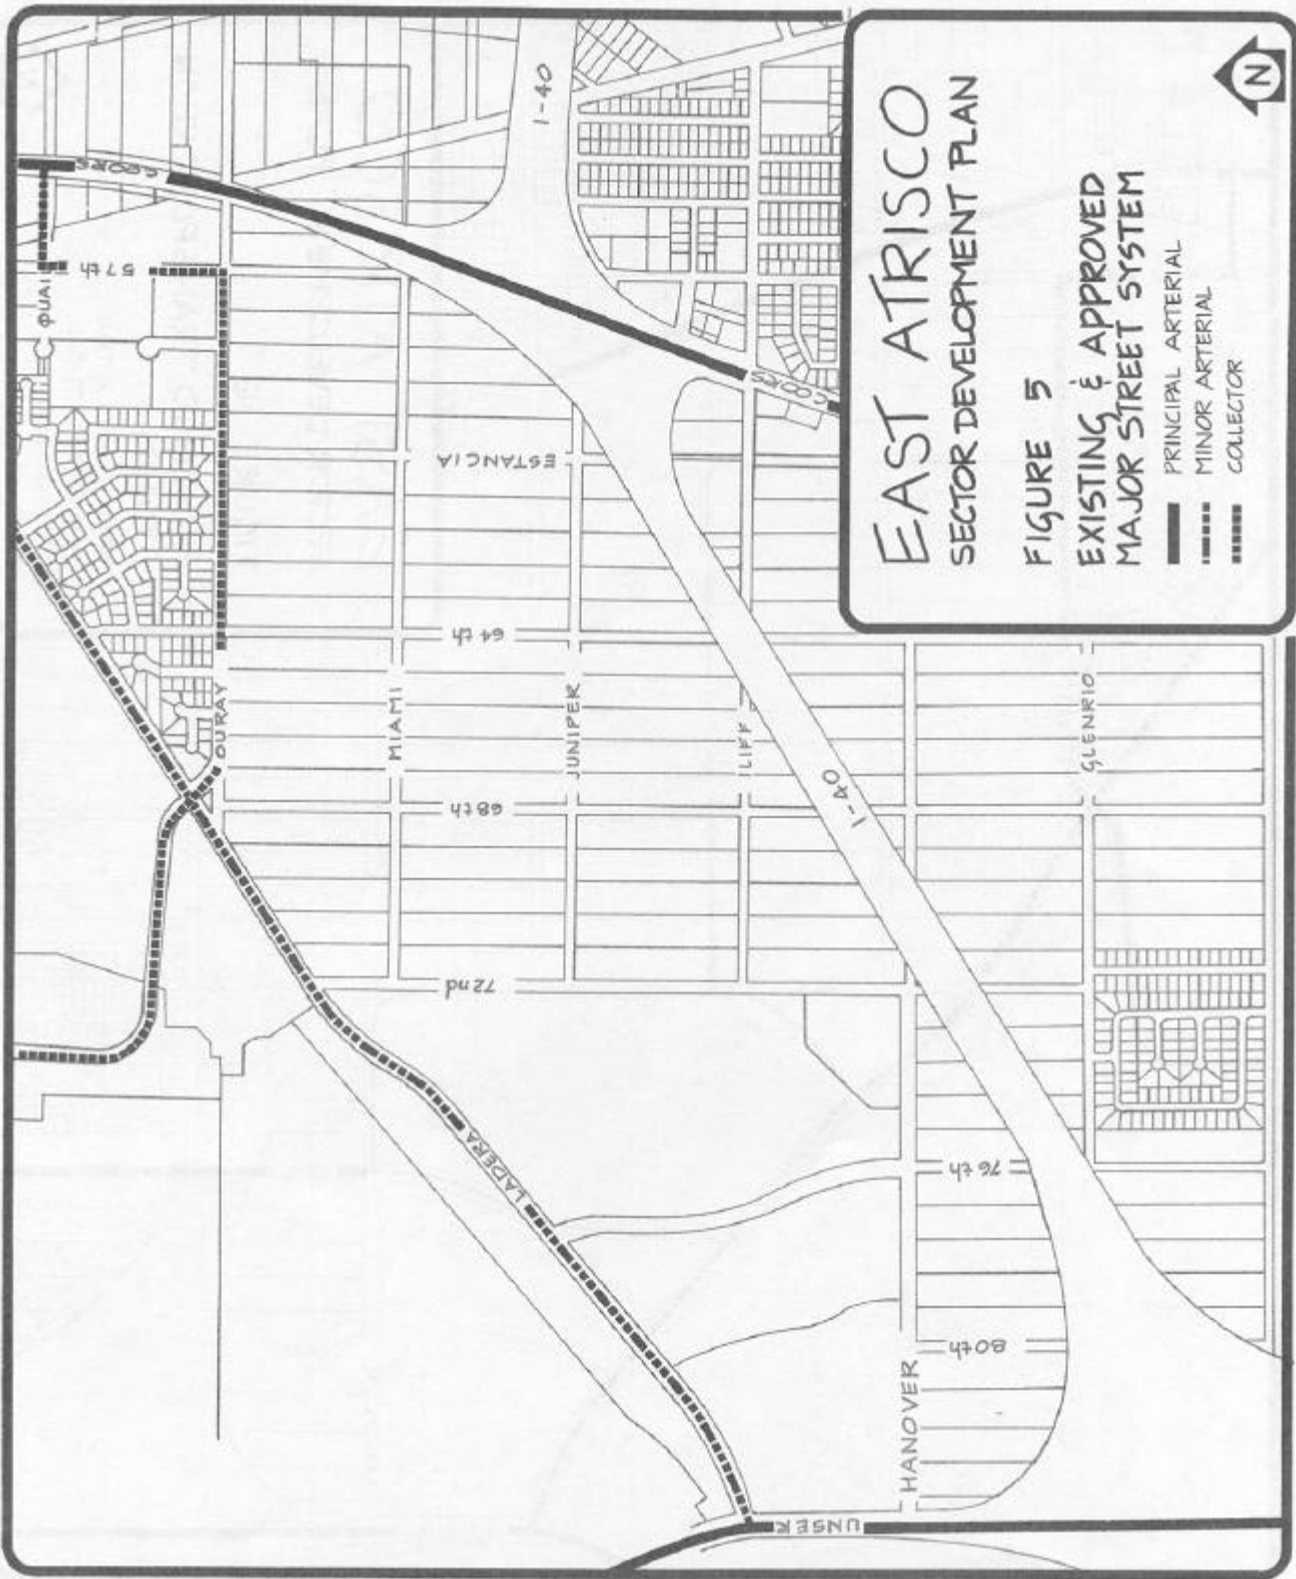 EAST ATRISCO
SECTOR DEVELOPMENT PLAN
FIGURE 5
EXISTING & APPROVED
MAJOR STREET SYSTEM
PRINCIPAL ARTERIAL
MINOR ARTERIAL
COLLECTOR
N
COORS
I-40
QUAI
57th
ESTANCIA
COORS
64th
OURAY
MIAMI
JUNIPER
ILIFF
GLENRIO
68th
I-40
72nd
LADERA
76th
80th
HANOVER
UNSER